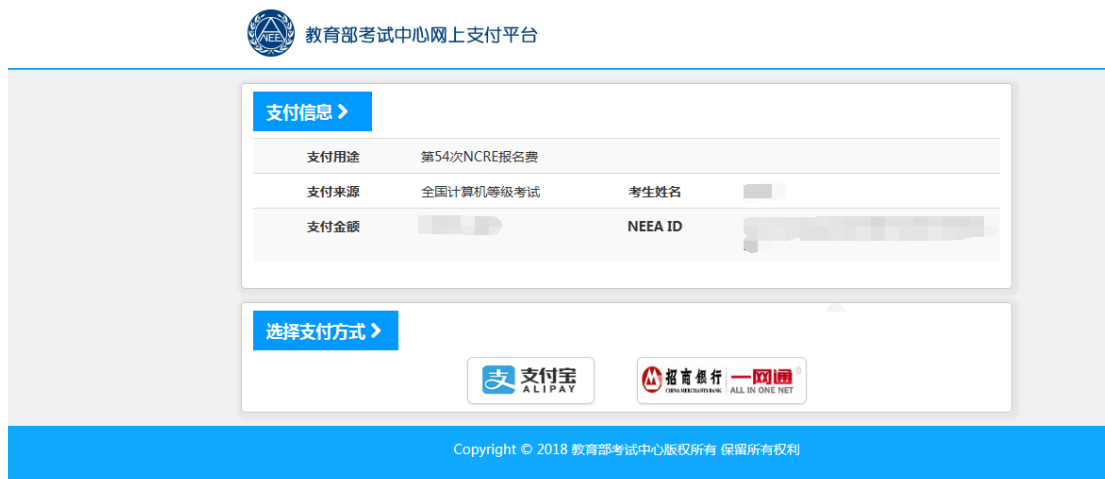 NEEA
教育部考试中心网上支付平台
支付信息
支付用途 第54次NCRE报名费
支付来源 全国计算机等级考试 考生姓名
支付金额 NEEA ID
选择支付方式
支 支付宝
ALIPAY
招商银行 一网通
CHINA MERCHANTS BANK ALL IN ONE NET
Copyright © 2018 教育部考试中心版权所有 保留所有权利